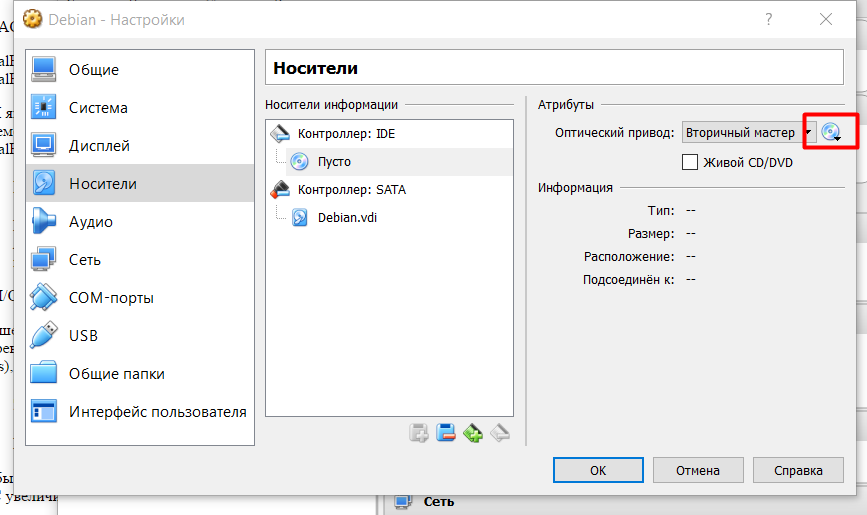 Debian - Настройки
?
Общие
Система
Дисплей
Носители
Аудио
Сеть
COM-порты
USB
Общие папки
Интерфейс пользователя
Носители
Носители информации
Контроллер: IDE
Пусто
Контроллер: SATA
Debian.vdi
Атрибуты
Оптический привод: Вторичный мастер
Живой CD/DVD
Информация
Тип: --
Размер: --
Расположение: --
Подсоединён к: --
OK
Отмена
Справка
Сеть